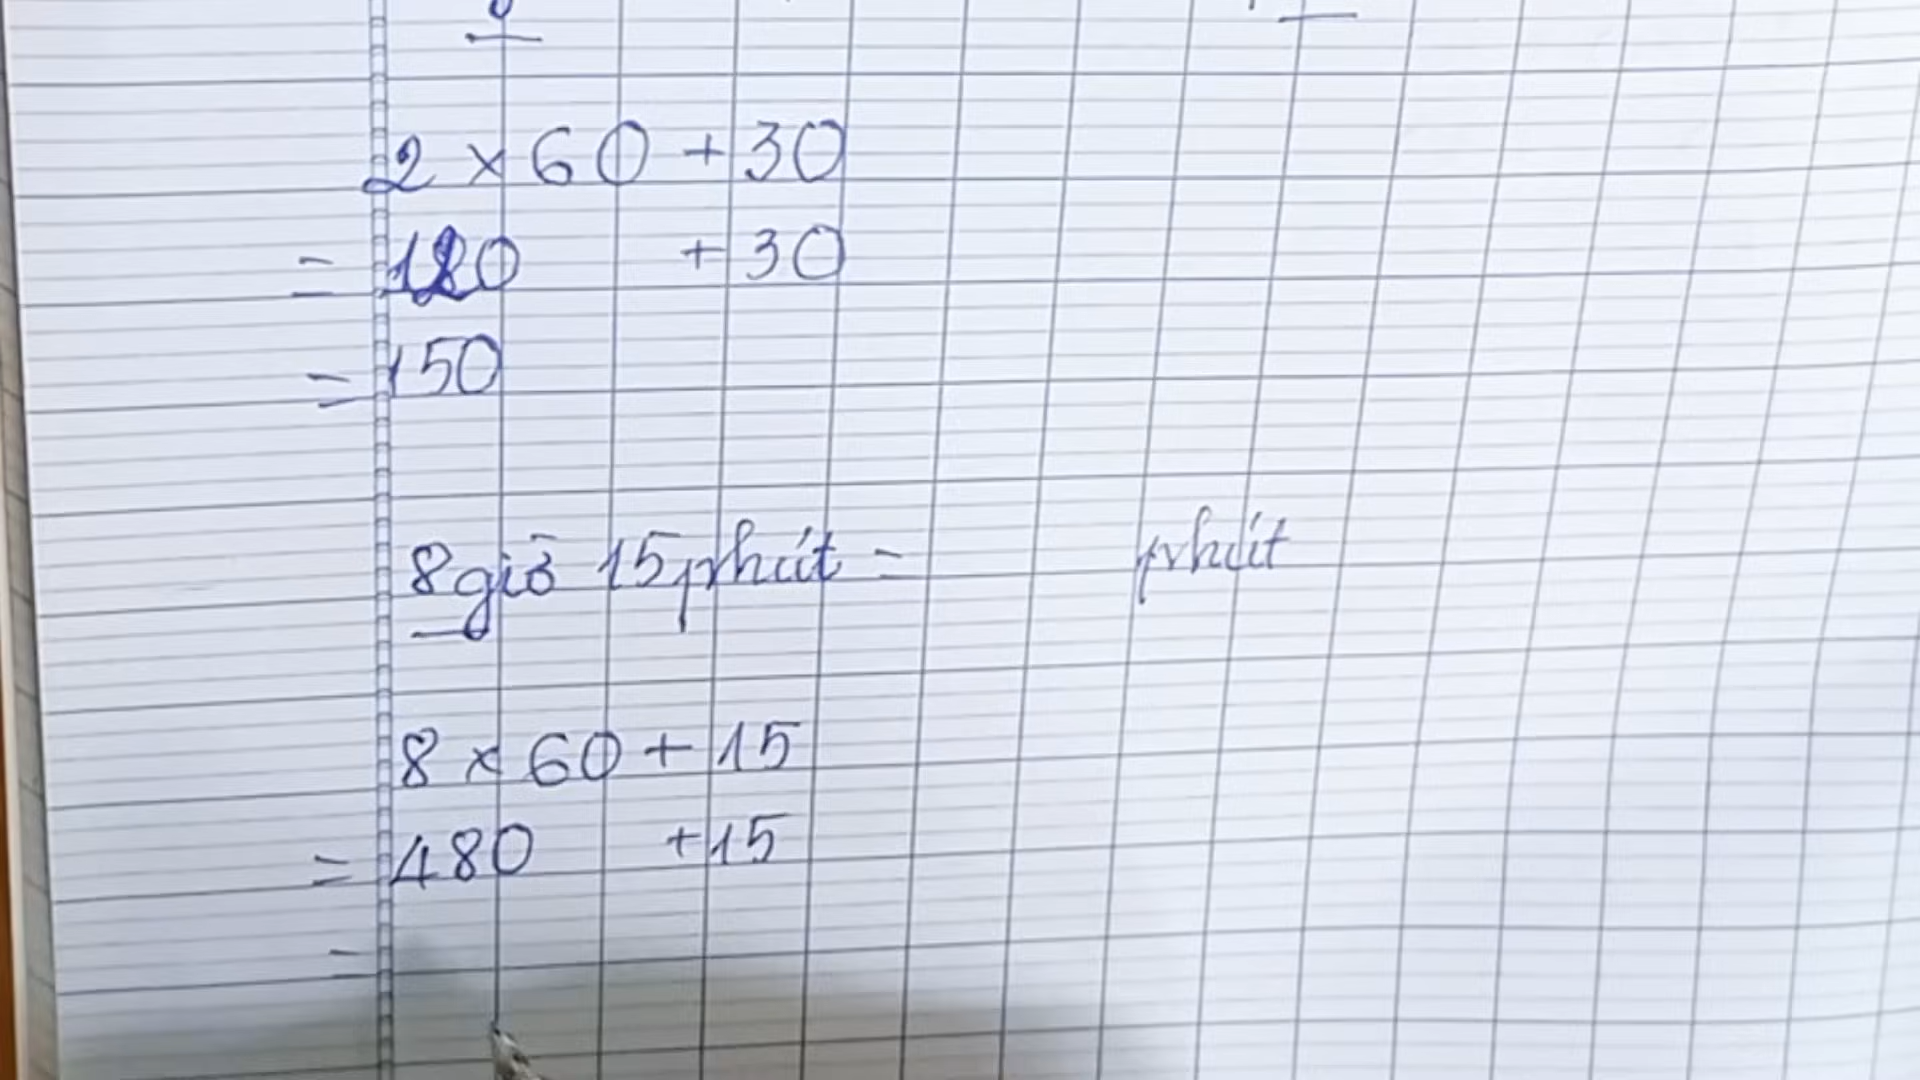 2 × 60 + 30
= 120 + 30
= 150
8 giờ 15 phút = phút
8 × 60 + 15
= 480 + 15
=